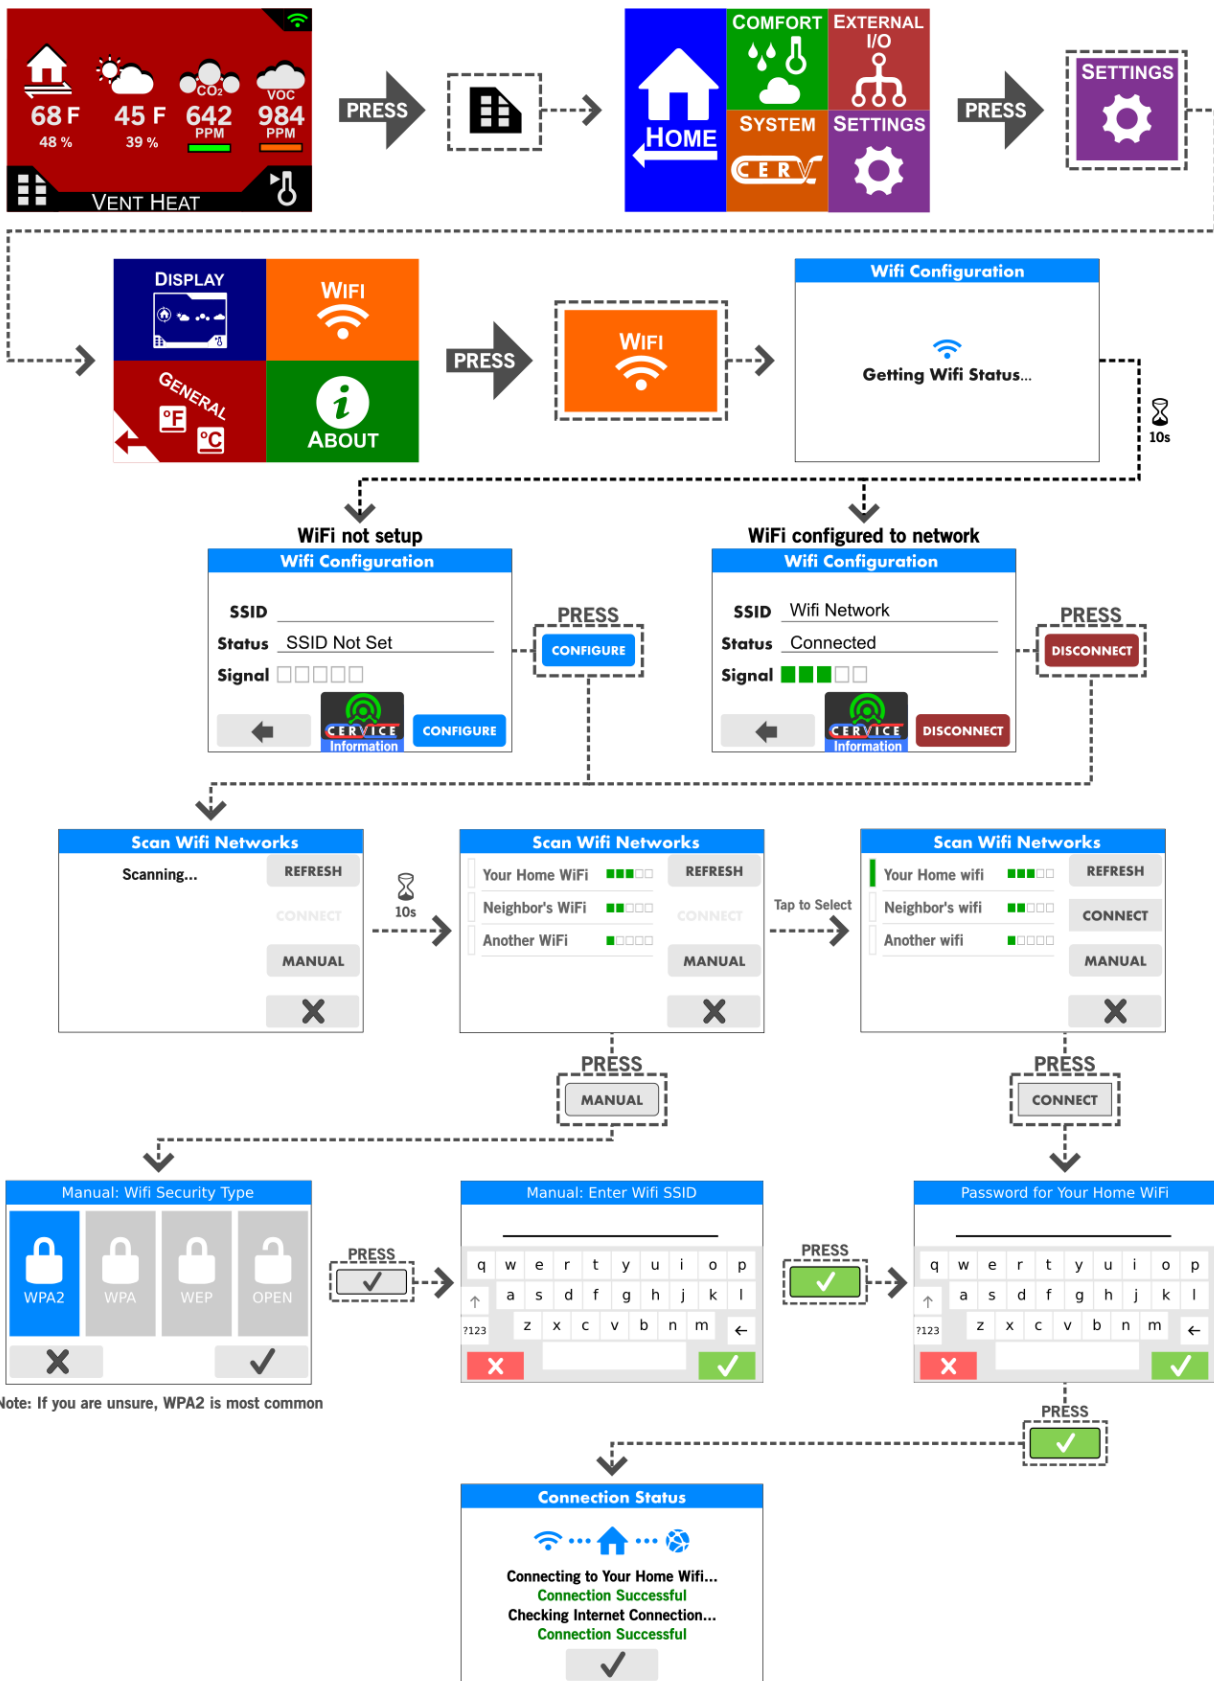 68 F
48 %
45 F
39 %
CO2
642
PPM
VOC
984
PPM
VENT HEAT
PRESS
HOME
COMFORT
EXTERNAL
I/O
SYSTEM
CERV
SETTINGS
PRESS
SETTINGS
DISPLAY
WIFI
GENERAL
°F
°C
i
ABOUT
PRESS
WIFI
Wifi Configuration
Getting Wifi Status...
10s
WiFi not setup
Wifi Configuration
SSID
Status SSID Not Set
Signal
CERVICE
Information
CONFIGURE
PRESS
CONFIGURE
WiFi configured to network
Wifi Configuration
SSID Wifi Network
Status Connected
Signal
CERVICE
Information
DISCONNECT
PRESS
DISCONNECT
Scan Wifi Networks
Scanning...
REFRESH
CONNECT
MANUAL
10s
Scan Wifi Networks
Your Home WiFi
Neighbor's WiFi
Another WiFi
REFRESH
CONNECT
MANUAL
Tap to Select
Scan Wifi Networks
Your Home wifi
Neighbor's wifi
Another wifi
REFRESH
CONNECT
MANUAL
PRESS
MANUAL
PRESS
CONNECT
Manual: Wifi Security Type
WPA2 WPA WEP OPEN
Note: If you are unsure, WPA2 is most common
PRESS
Manual: Enter Wifi SSID
q w e r t y u i o p
a s d f g h j k l
?123 z x c v b n m
PRESS
Password for Your Home WiFi
q w e r t y u i o p
a s d f g h j k l
?123 z x c v b n m
PRESS
Connection Status
Connecting to Your Home Wifi...
Connection Successful
Checking Internet Connection...
Connection Successful